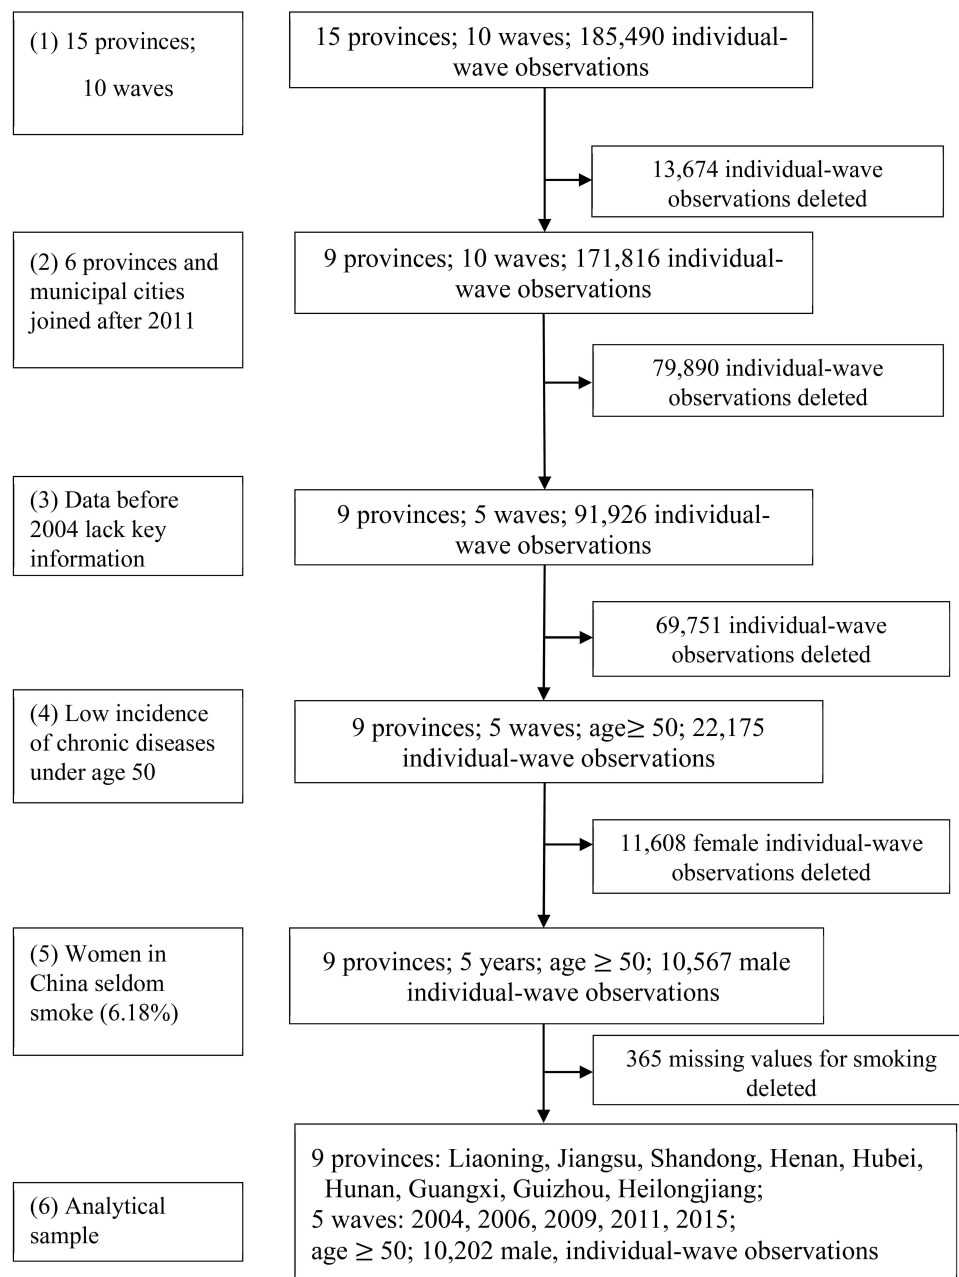 (1) 15 provinces;
10 waves
15 provinces; 10 waves; 185,490 individual-
wave observations
13,674 individual-wave
observations deleted
(2) 6 provinces and
municipal cities
joined after 2011
9 provinces; 10 waves; 171,816 individual-
wave observations
79,890 individual-wave
observations deleted
(3) Data before
2004 lack key
information
9 provinces; 5 waves; 91,926 individual-
wave observations
69,751 individual-wave
observations deleted
(4) Low incidence
of chronic diseases
under age 50
9 provinces; 5 waves; age≥ 50; 22,175
individual-wave observations
11,608 female individual-wave
observations deleted
(5) Women in
China seldom
smoke (6.18%)
9 provinces; 5 years; age ≥ 50; 10,567 male
individual-wave observations
365 missing values for smoking
deleted
(6) Analytical
sample
9 provinces: Liaoning, Jiangsu, Shandong, Henan, Hubei,
Hunan, Guangxi, Guizhou, Heilongjiang;
5 waves: 2004, 2006, 2009, 2011, 2015;
age ≥ 50; 10,202 male, individual-wave observations